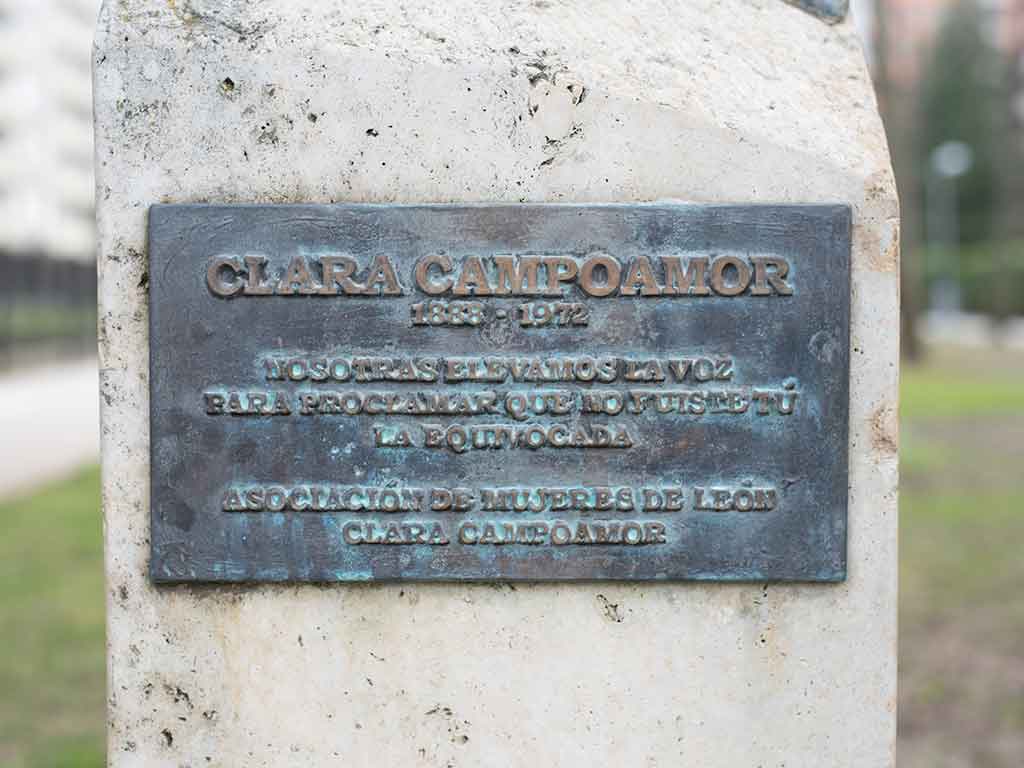 CLARA CAMPOAMOR
1888 - 1972
NOSOTRAS ELEVAMOS LA VOZ
PARA PROCLAMAR QUE NO FUISTE TÚ
LA EQUIVOCADA
ASOCIACIÓN DE MUJERES DE LEÓN
CLARA CAMPOAMOR